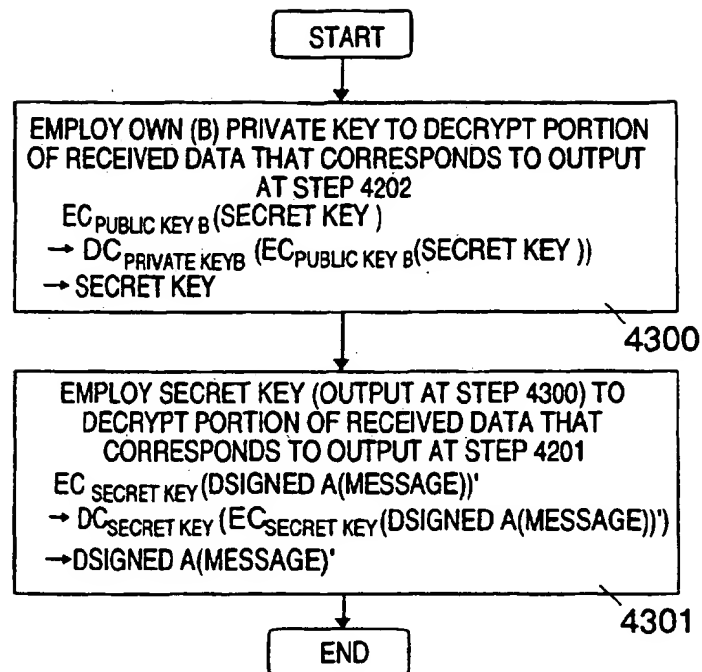 START
EMPLOY OWN (B) PRIVATE KEY TO DECRYPT PORTION
OF RECEIVED DATA THAT CORRESPONDS TO OUTPUT
AT STEP 4202
EC PUBLIC KEY B (SECRET KEY )
→ DC PRIVATE KEYB (EC PUBLIC KEY B(SECRET KEY ))
→ SECRET KEY
4300
EMPLOY SECRET KEY (OUTPUT AT STEP 4300) TO
DECRYPT PORTION OF RECEIVED DATA THAT
CORRESPONDS TO OUTPUT AT STEP 4201
EC SECRET KEY (DSIGNED A(MESSAGE))'
→ DC SECRET KEY (EC SECRET KEY (DSIGNED A(MESSAGE))')
→DSIGNED A(MESSAGE)'
4301
END